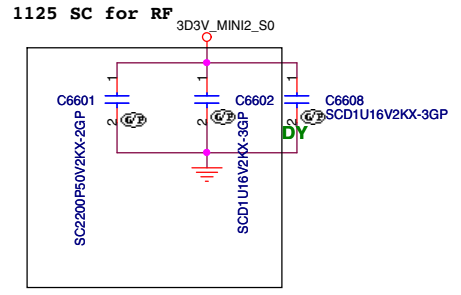 1125 SC for RF
3D3V_MINI2_S0
1
1
1
C6601
C6602
C6608
SCD1U16V2KX-3GP
2
G/P
2
G/P
2
G/P
DY
SC2200P50V2KX-2GP
SCD1U16V2KX-3GP